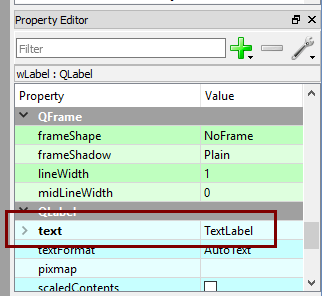 Property Editor
Filter
wLabel : QLabel
Property Value
QFrame
frameShape NoFrame
frameShadow Plain
lineWidth 1
midLineWidth 0
QLabel
text TextLabel
textFormat AutoText
pixmap
scaledContents